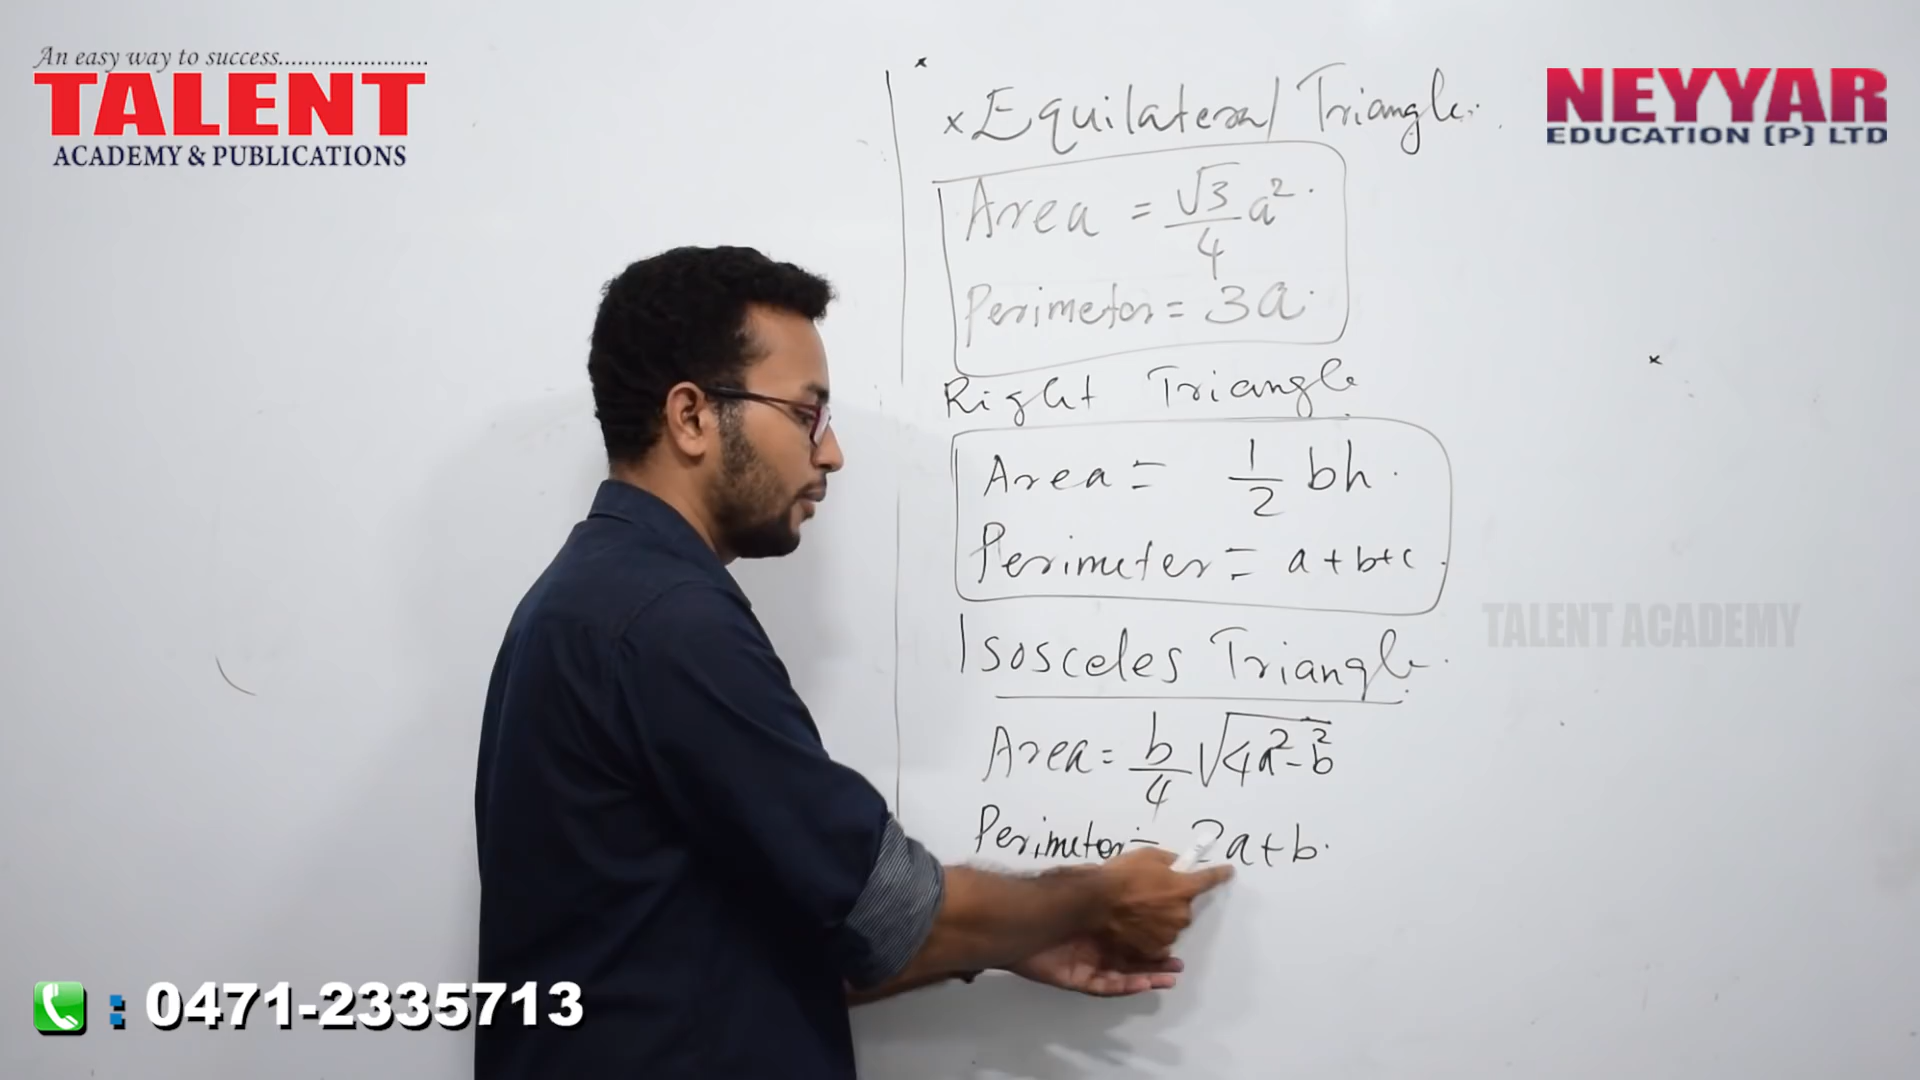 An easy way to success.......................
TALENT
ACADEMY & PUBLICATIONS
NEYYAR
EDUCATION (P) LTD
× Equilateral Triangle.
Area = √3/4 a².
Perimeter = 3a.
Right Triangle
Area = 1/2 bh.
Perimeter = a+b+c.
Isosceles Triangle.
Area = b/4 √4a²-b²
Perimeter = 2a+b.
TALENT ACADEMY
: 0471-2335713